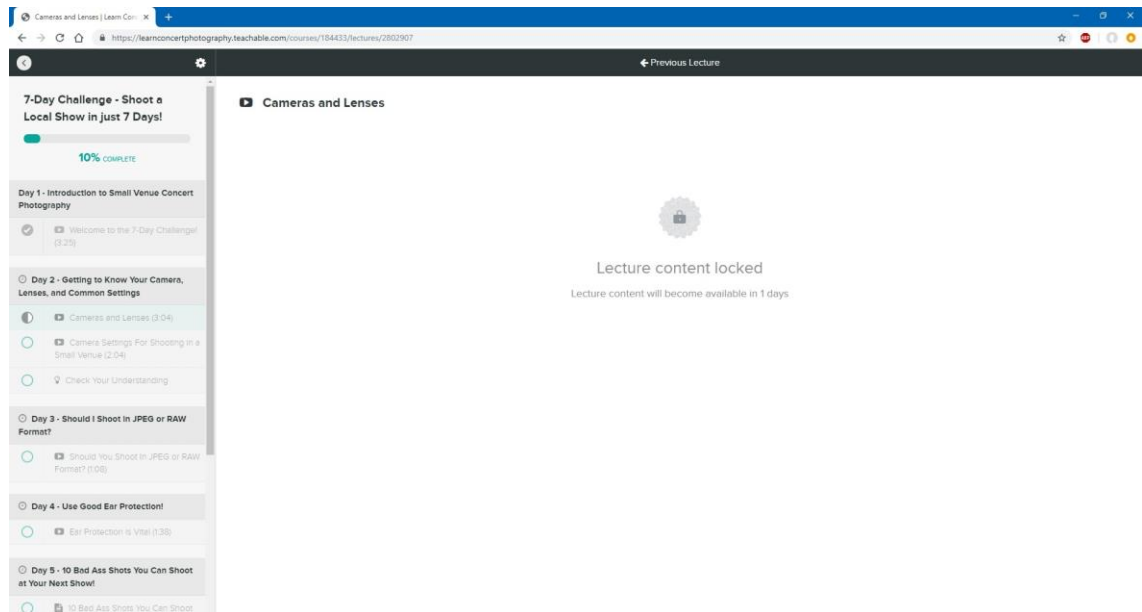 Cameras and Lenses | Learn Con
https://learnconcertphotography.teachable.com/courses/184433/lectures/2802907
ABP
Previous Lecture
7-Day Challenge - Shoot a
Local Show in just 7 Days!
10% COMPLETE
Day 1 - Introduction to Small Venue Concert
Photography
Welcome to the 7-Day Challenge!
(3:25)
Day 2 - Getting to Know Your Camera,
Lenses, and Common Settings
Cameras and Lenses (3:04)
Camera Settings For Shooting in a
Small Venue (2:04)
Check Your Understanding
Day 3 - Should I Shoot in JPEG or RAW
Format?
Should You Shoot in JPEG or RAW
Format? (1:08)
Day 4 - Use Good Ear Protection!
Ear Protection is Vital (1:38)
Day 5 - 10 Bad Ass Shots You Can Shoot
at Your Next Show!
10 Bad Ass Shots You Can Shoot
Cameras and Lenses
Lecture content locked
Lecture content will become available in 1 days